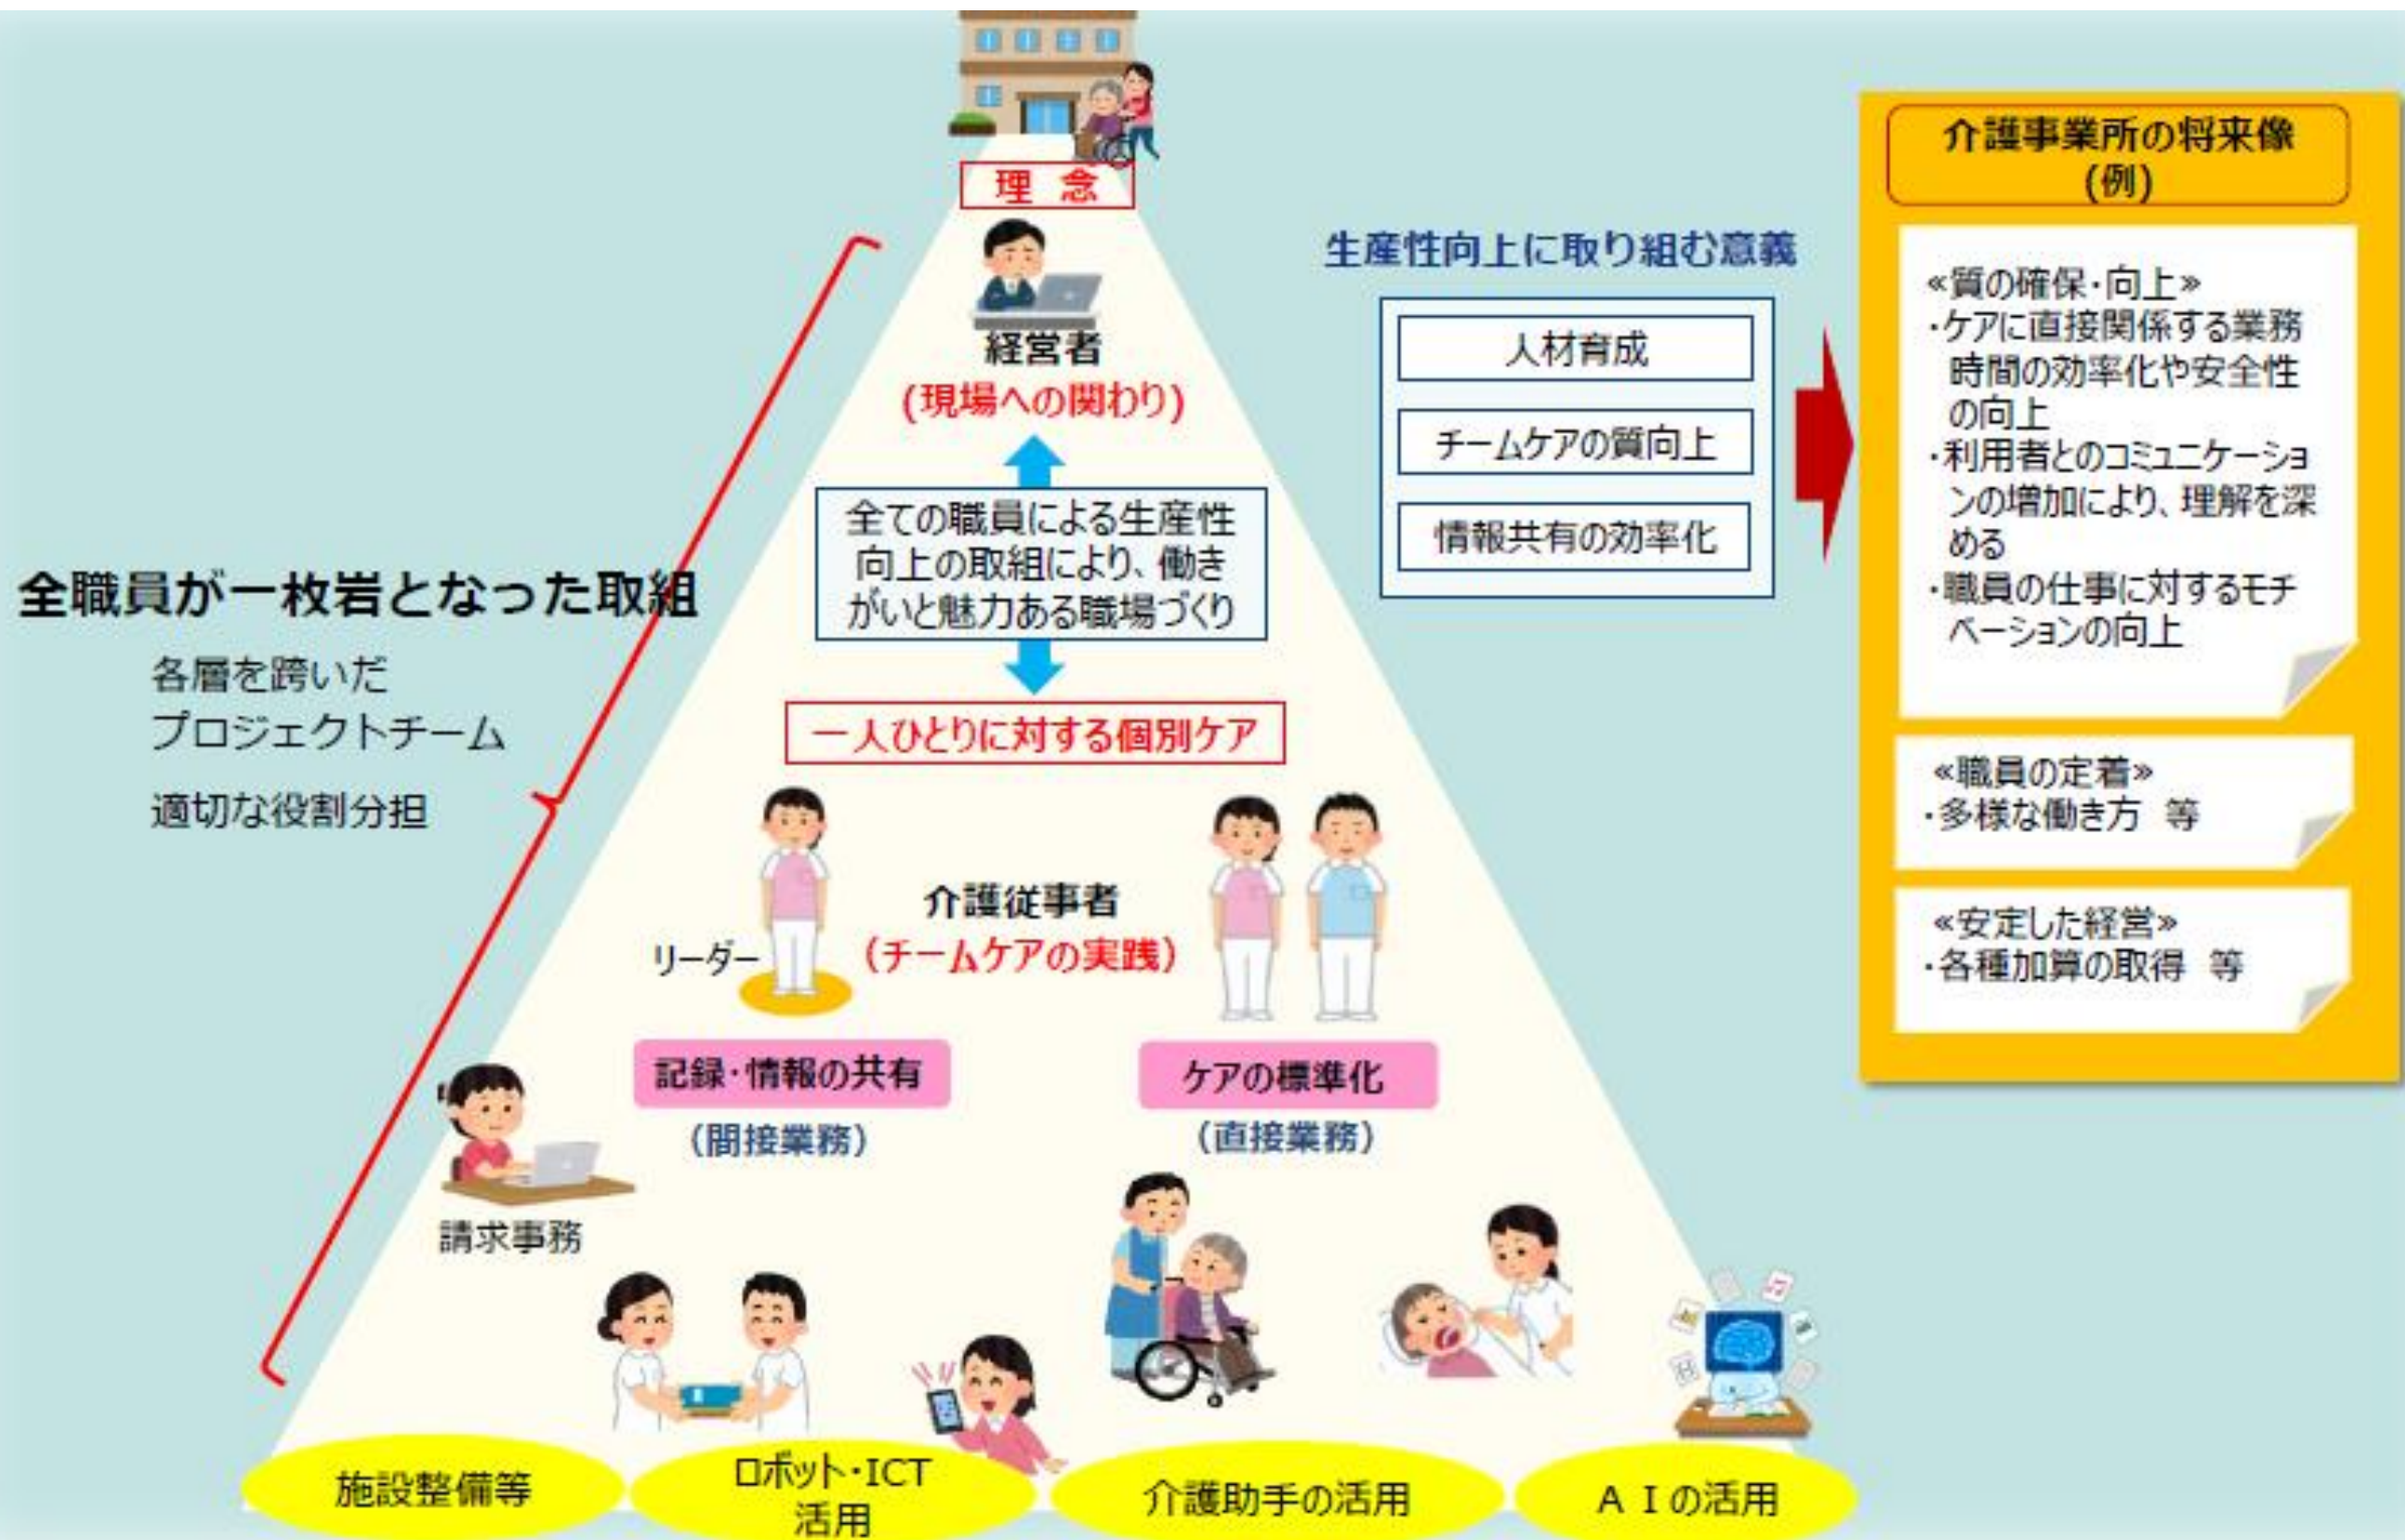 理 念
経営者
(現場への関わり)
全ての職員による生産性
向上の取組により、働き
がいと魅力ある職場づくり
全職員が一枚岩となった取組
各層を跨いだ
プロジェクトチーム
適切な役割分担
一人ひとりに対する個別ケア
介護従事者
(チームケアの実践)
リーダー
記録・情報の共有
(間接業務)
ケアの標準化
(直接業務)
請求事務
施設整備等
ロボット・ICT
活用
介護助手の活用
AIの活用
生産性向上に取り組む意義
人材育成
チームケアの質向上
情報共有の効率化
介護事業所の将来像
(例)
≪質の確保・向上≫
・ケアに直接関係する業務
時間の効率化や安全性
の向上
・利用者とのコミュニケーショ
ンの増加により、理解を深
める
・職員の仕事に対するモチ
ベーションの向上
≪職員の定着≫
・多様な働き方 等
≪安定した経営≫
・各種加算の取得 等